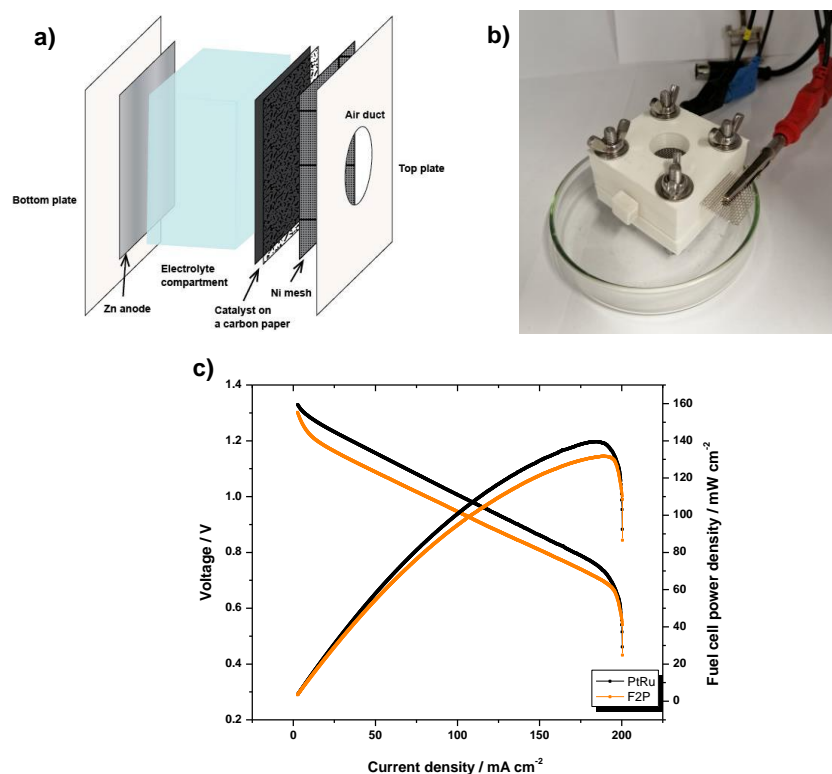 a)
Air duct
Top plate
Bottom plate
Electrolyte
compartment
Ni mesh
Zn anode
Catalyst on
a carbon paper
b)
c)
1.4
1.2
1.0
0.8
0.6
0.4
0.2
Voltage / V
160
140
120
100
80
60
40
20
0
Fuel cell power density / mW cm-2
PtRu
F2P
0
50
100
150
200
Current density / mA cm-2